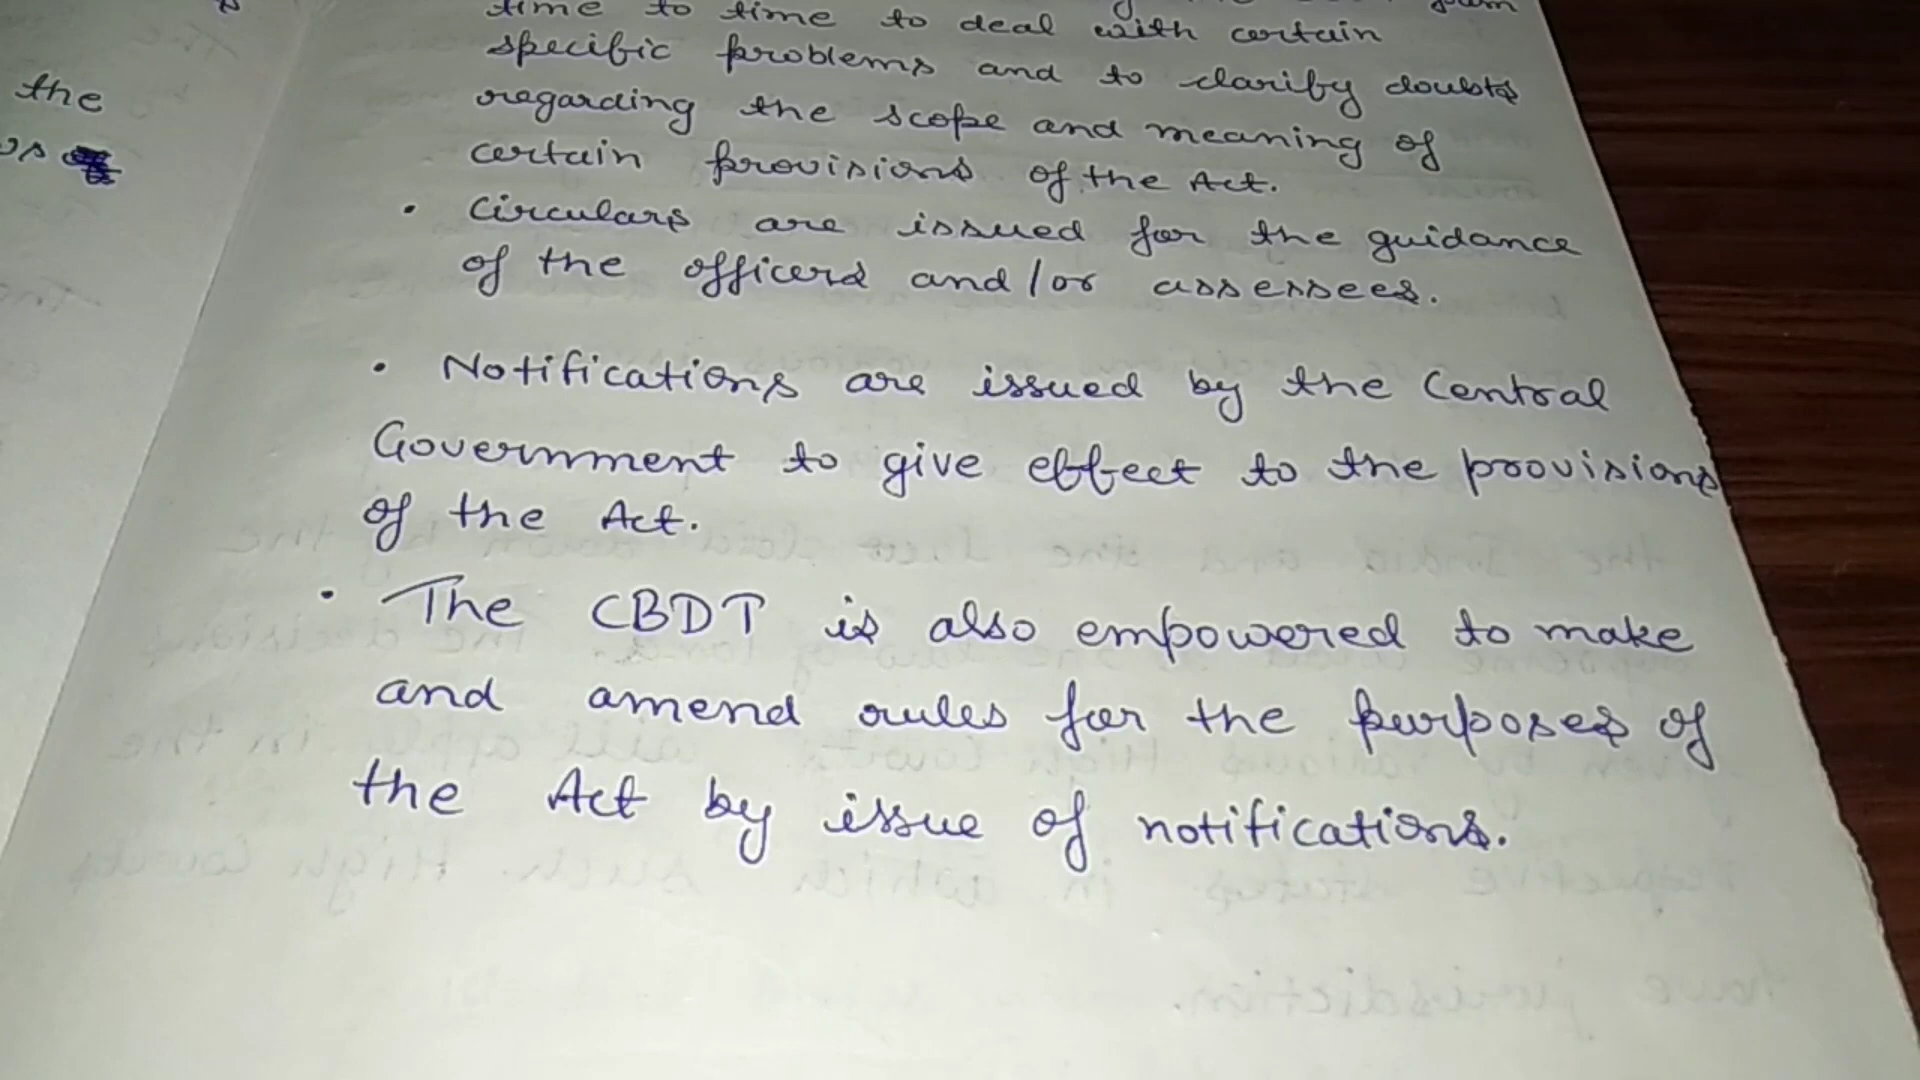 the
time to time to deal with certain
specific problems and to clarify doubts
regarding the scope and meaning of
certain provisions of the Act.
• Circulars are issued for the guidance
of the officers and/or assessees.
• Notifications are issued by the Central
Government to give effect to the provisions
of the Act.
• The CBDT is also empowered to make
and amend rules for the purposes of
the Act by issue of notifications.